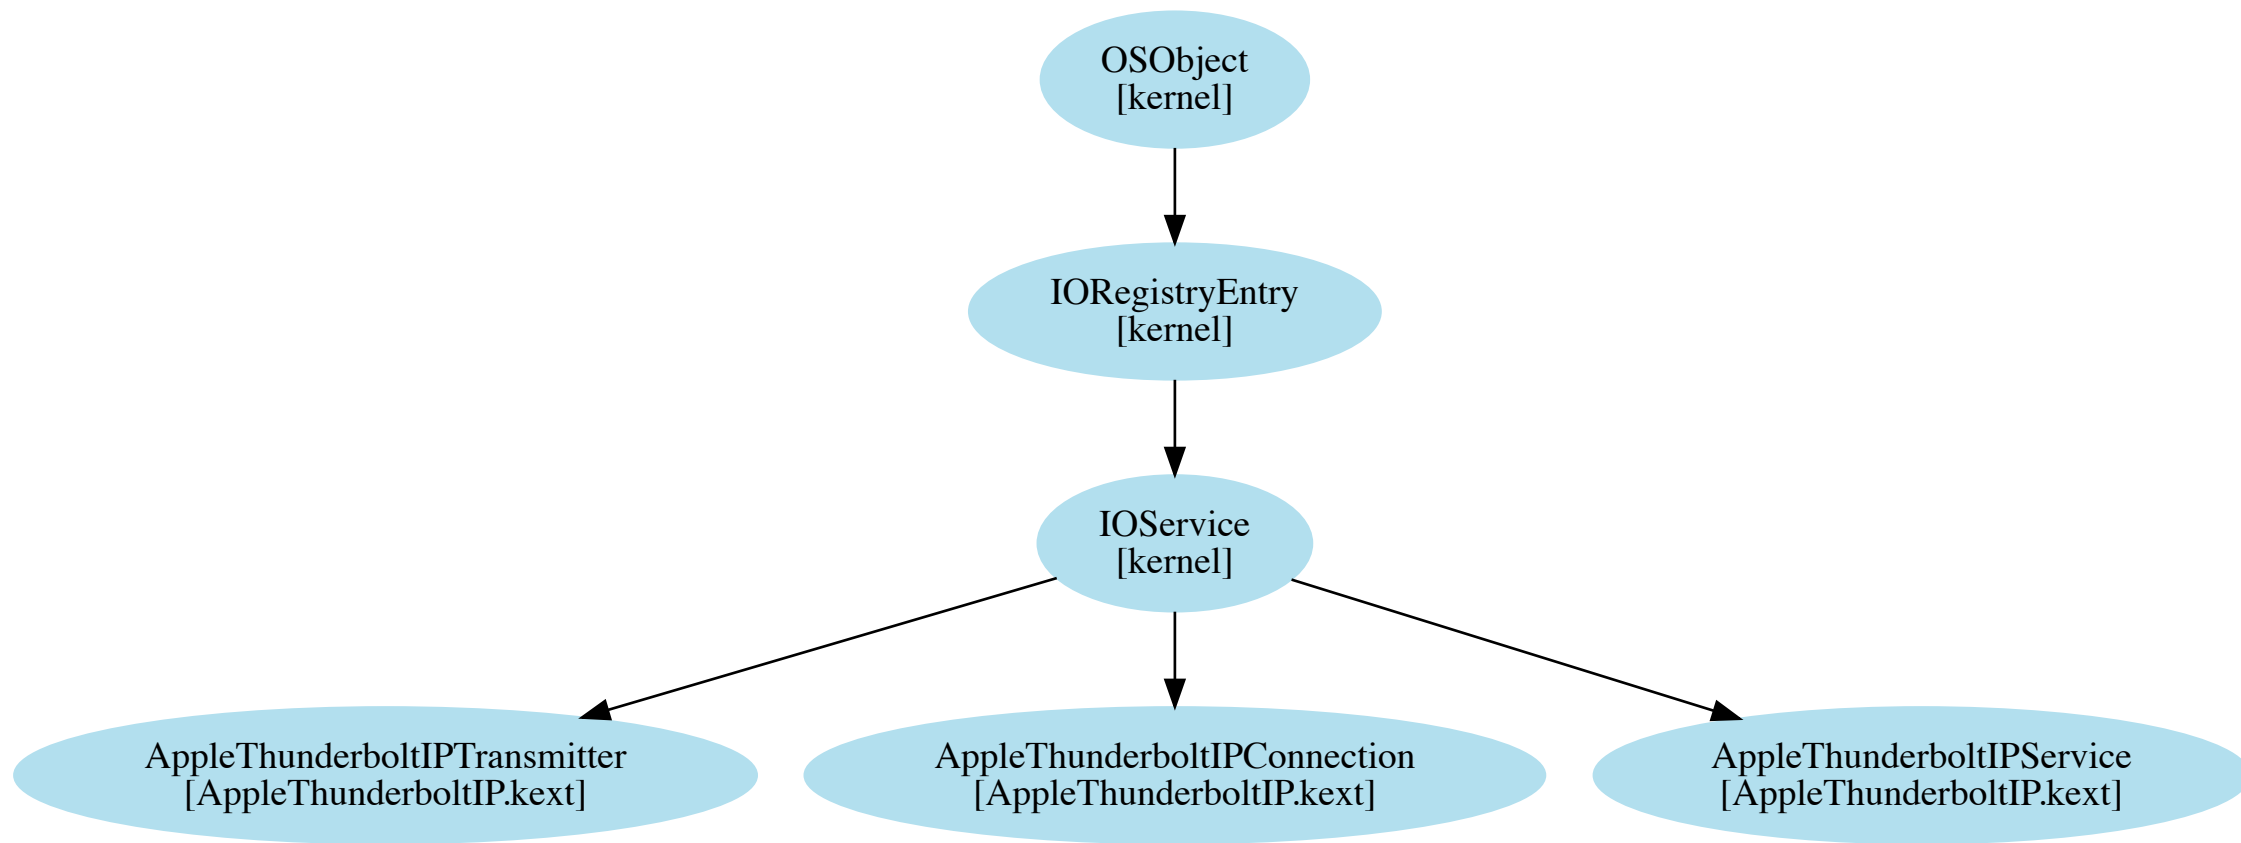 OSObject
[kernel]
IORegistryEntry
[kernel]
IOService
[kernel]
AppleThunderboltIPTransmitter
[AppleThunderboltIP.kext]
AppleThunderboltIPConnection
[AppleThunderboltIP.kext]
AppleThunderboltIPService
[AppleThunderboltIP.kext]